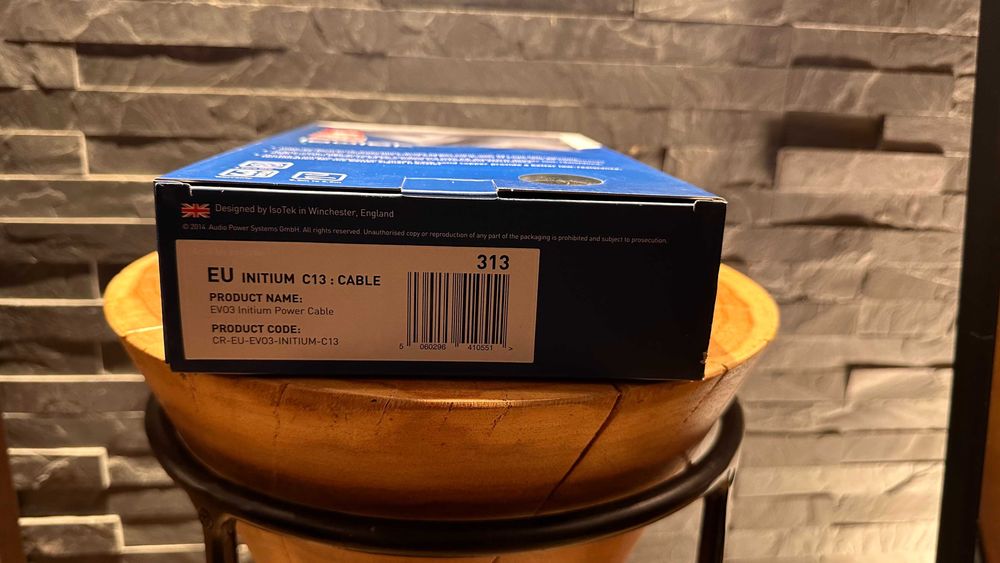 Designed by IsoTek in Winchester, England
© 2014 Audio Power Systems GmbH. All rights reserved. Unauthorised copy or reproduction of any part of the packaging is prohibited and subject to prosecution.
313
EU INITIUM C13 : CABLE
PRODUCT NAME:
EVO3 Initium Power Cable
PRODUCT CODE:
CR-EU-EVO3-INITIUM-C13
5 060296 410551 >